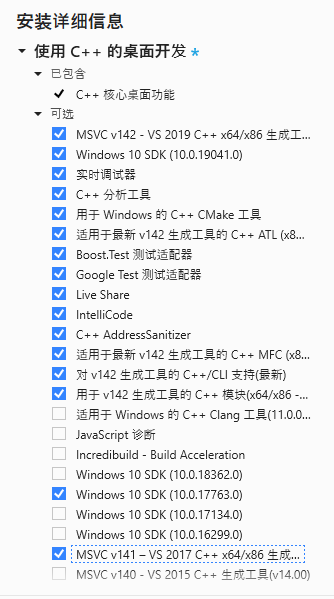 安装详细信息
使用 C++ 的桌面开发 *
已包含
C++ 核心桌面功能
可选
MSVC v142 - VS 2019 C++ x64/x86 生成工...
Windows 10 SDK (10.0.19041.0)
实时调试器
C++ 分析工具
用于 Windows 的 C++ CMake 工具
适用于最新 v142 生成工具的 C++ ATL (x8...
Boost.Test 测试适配器
Google Test 测试适配器
Live Share
IntelliCode
C++ AddressSanitizer
适用于最新 v142 生成工具的 C++ MFC (x8...
对 v142 生成工具的 C++/CLI 支持(最新)
用于 v142 生成工具的 C++ 模块(x64/x86 -...
适用于 Windows 的 C++ Clang 工具(11.0.0...
JavaScript 诊断
Incredibuild - Build Acceleration
Windows 10 SDK (10.0.18362.0)
Windows 10 SDK (10.0.17763.0)
Windows 10 SDK (10.0.17134.0)
Windows 10 SDK (10.0.16299.0)
MSVC v141 – VS 2017 C++ x64/x86 生成...
MSVC v140 - VS 2015 C++ 生成工具(v14.00)